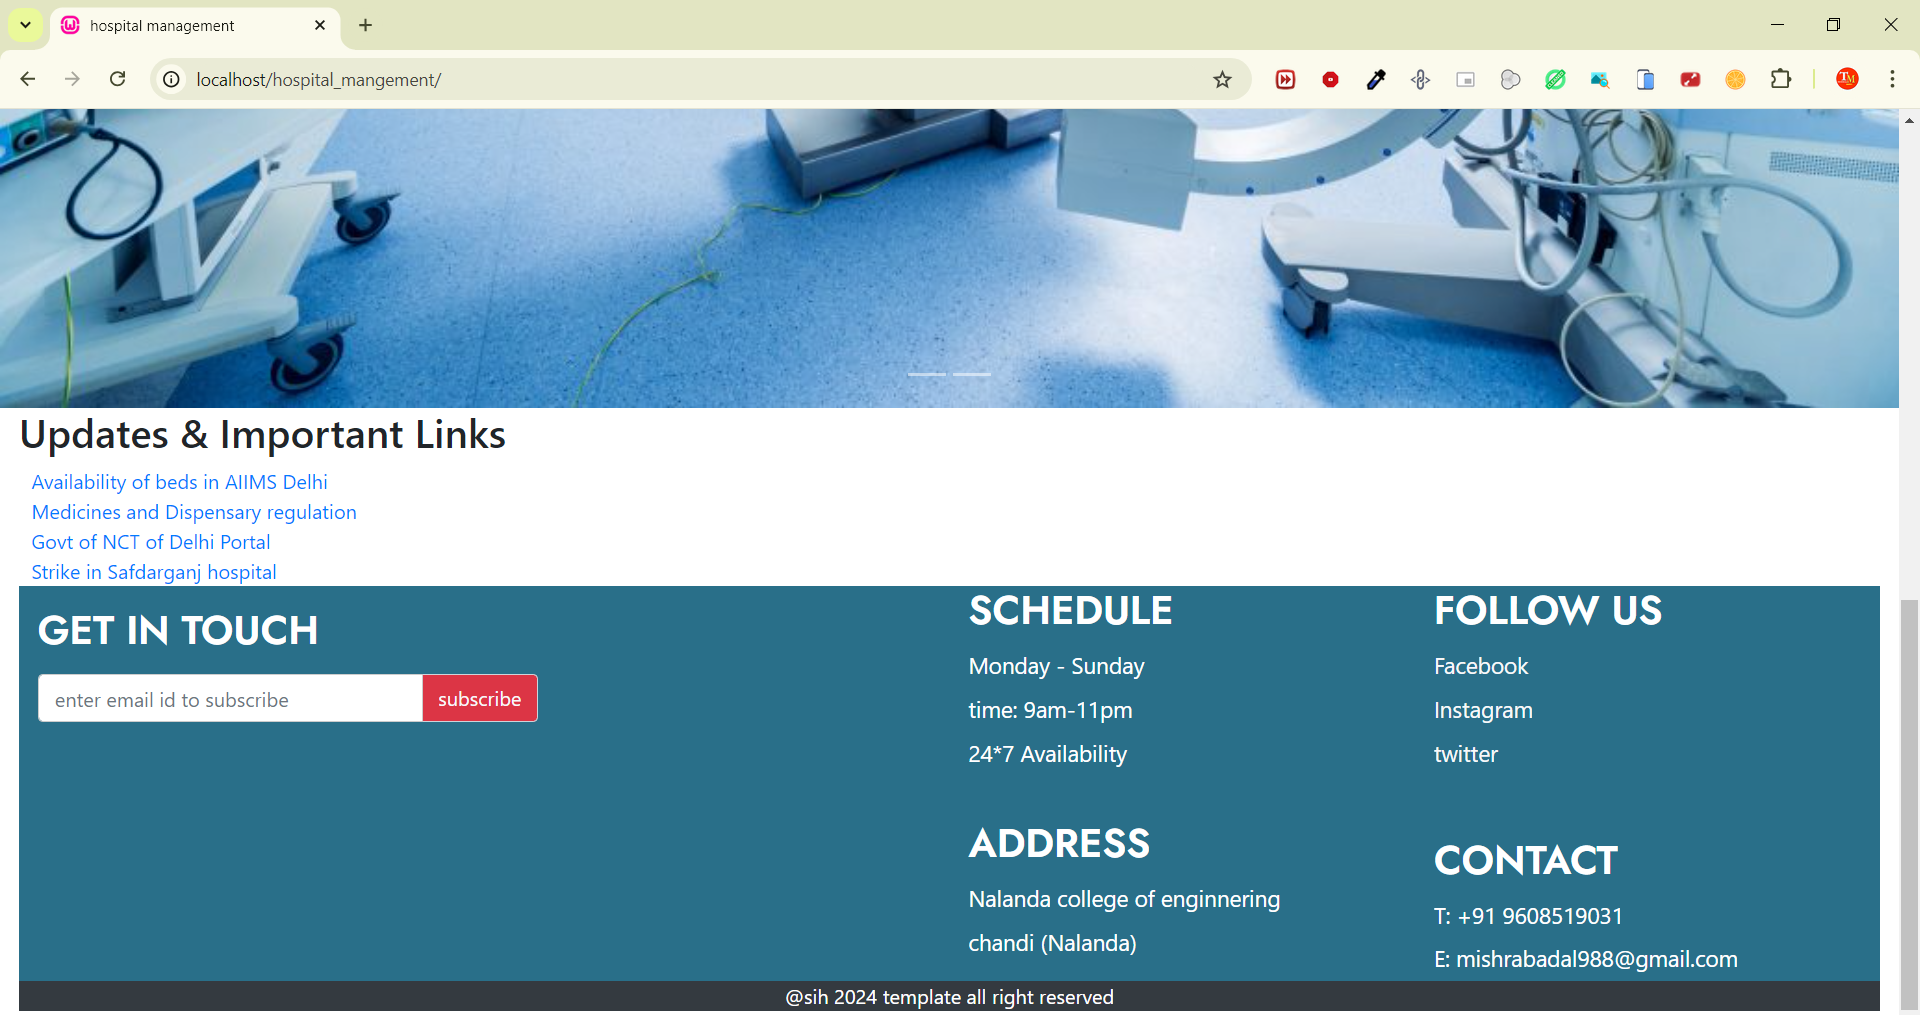 hospital management
localhost/hospital_mangement/
Updates & Important Links
Availability of beds in AIIMS Delhi
Medicines and Dispensary regulation
Govt of NCT of Delhi Portal
Strike in Safdarganj hospital
GET IN TOUCH
enter email id to subscribe
subscribe
SCHEDULE
Monday - Sunday
time: 9am-11pm
24*7 Availability
ADDRESS
Nalanda college of enginnering
chandi (Nalanda)
FOLLOW US
Facebook
Instagram
twitter
CONTACT
T: +91 9608519031
E: mishrabadal988@gmail.com
@sih 2024 template all right reserved